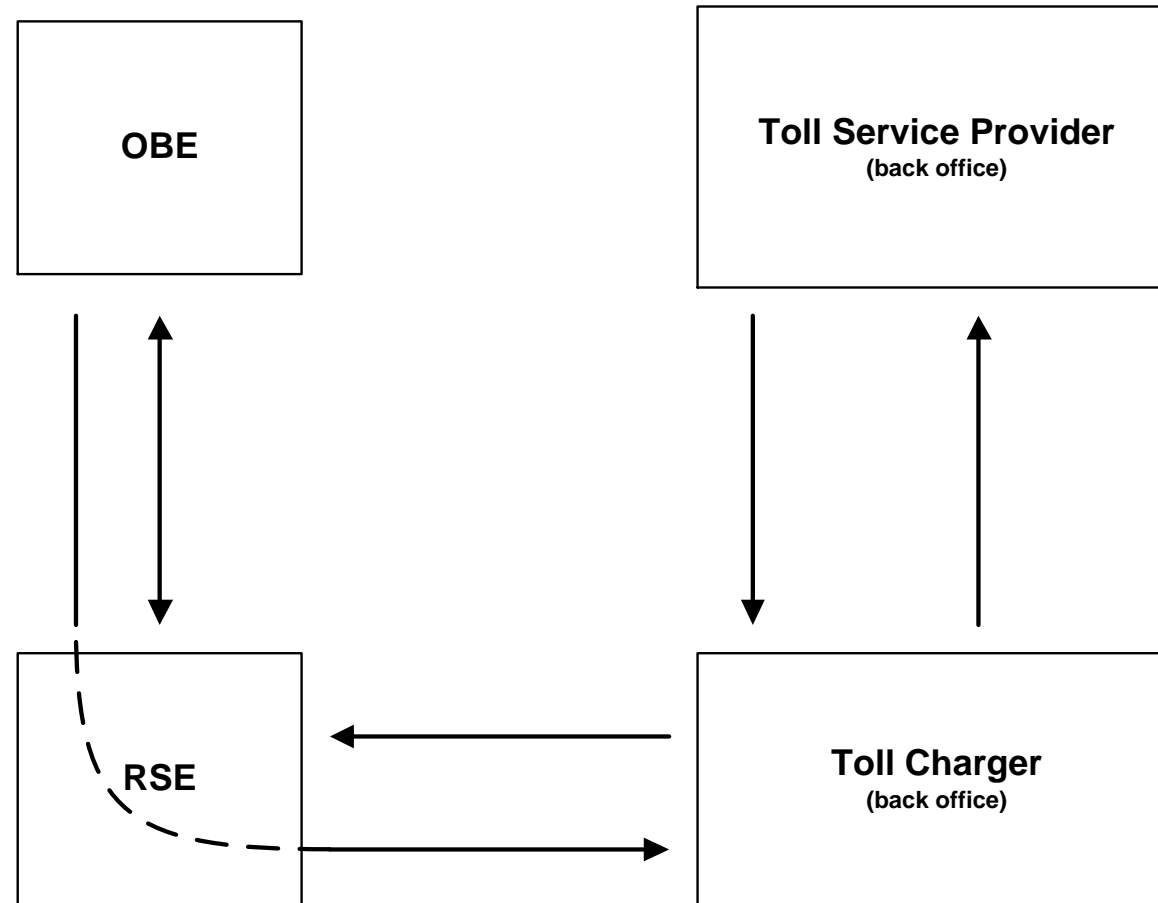 OBE
Toll Service Provider
(back office)
RSE
Toll Charger
(back office)